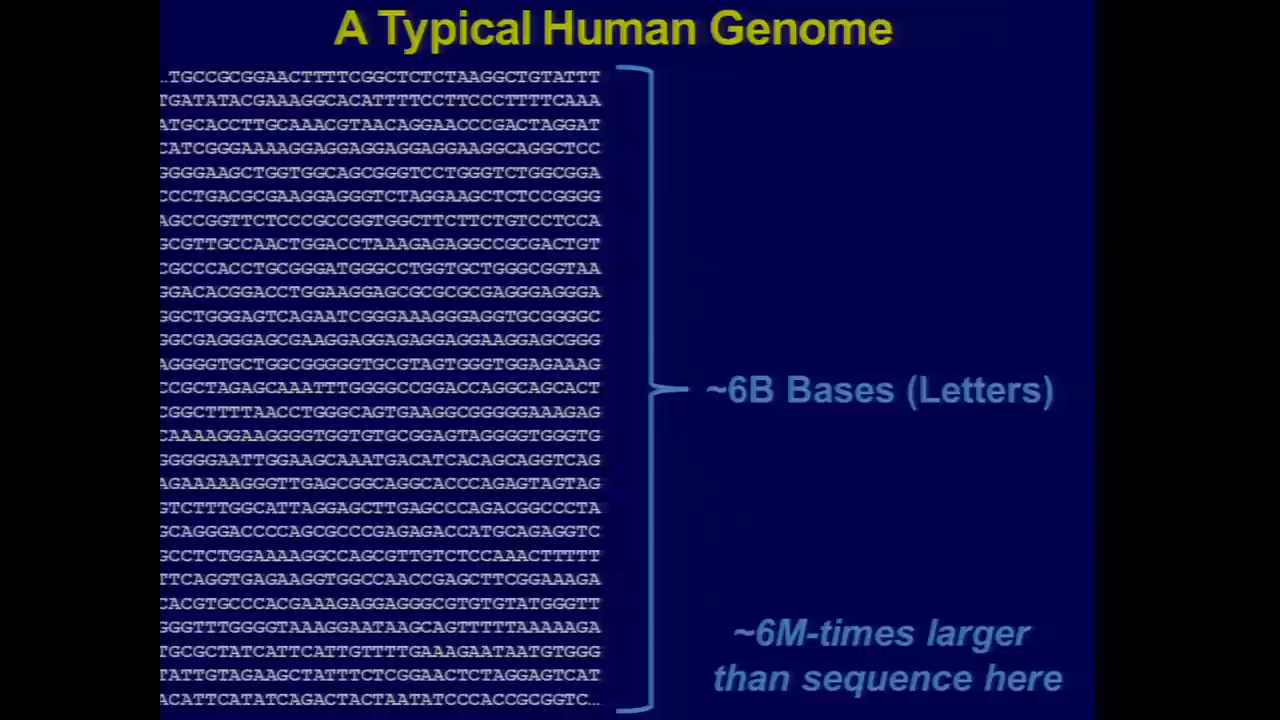 A Typical Human Genome
...TGCCGCGGAACTTTTCGGCTCTCTAAGGCTGTATTT
TGATATACGAAAGGCACATTTTCCTTCCCTTTTCAAA
ATGCACCTTGCAAACGTAACAGGAACCCGACTAGGAT
CATCGGGAAAAGGAGGAGGAGGAGGAAGGCAGGCTCC
GGGGAAGCTGGTGGCAGCGGGTCCTGGGTCTGGCGGA
CCCTGACGCGAAGGAGGGTCTAGGAAGCTCTCCGGGG
AGCCGGTTCTCCCGCCGGTGGCTTCTTCTGTCCTCCA
GCGTTGCCAACTGGACCTAAAGAGAGGCCGCGACTGT
CGCCCACCTGCGGGATGGGCCTGGTGCTGGGCGGTAA
GGACACGGACCTGGAAGGAGCGCGCGCGAGGGAGGGA
GGCTGGGAGTCAGAATCGGGAAAGGGAGGTGCGGGGC
GGCGAGGGAGCGAAGGAGGAGAGGAGGAAGGAGCGGG
AGGGGTGCTGGCGGGGGTGCGTAGTGGGTGGAGAAAG
CCGCTAGAGCAAATTTGGGGCCGGACCAGGCAGCACT
CGGCTTTTAACCTGGGCAGTGAAGGCGGGGGAAAGAG
CAAAAGGAAGGGGTGGTGTGCGGAGTAGGGGTGGGTG
GGGGGAATTGGAAGCAAATGACATCACAGCAGGTCAG
AGAAAAAGGGTTGAGCGGCAGGCACCCAGAGTAGTAG
GTCTTTGGCATTAGGAGCTTGAGCCCAGACGGCCCTA
GCAGGGACCCCAGCGCCCGAGAGACCATGCAGAGGTC
GCCTCTGGAAAAGGCCAGCGTTGTCTCCAAACTTTTT
TTCAGGTGAGAAGGTGGCCAACCGAGCTTCGGAAAGA
CACGTGCCCACGAAAGAGGAGGGCGTGTGTATGGGTT
GGGTTTGGGGTAAAGGAATAAGCAGTTTTTAAAAAGA
TGCGCTATCATTCATTGTTTTGAAAGAATAATGTGGG
TATTGTAGAAGCTATTTCTCGGAACTCTAGGAGTCAT
ACATTCATATCAGACTACTAATATCCCACCGCGGTC...
~6B Bases (Letters)
~6M-times larger
than sequence here